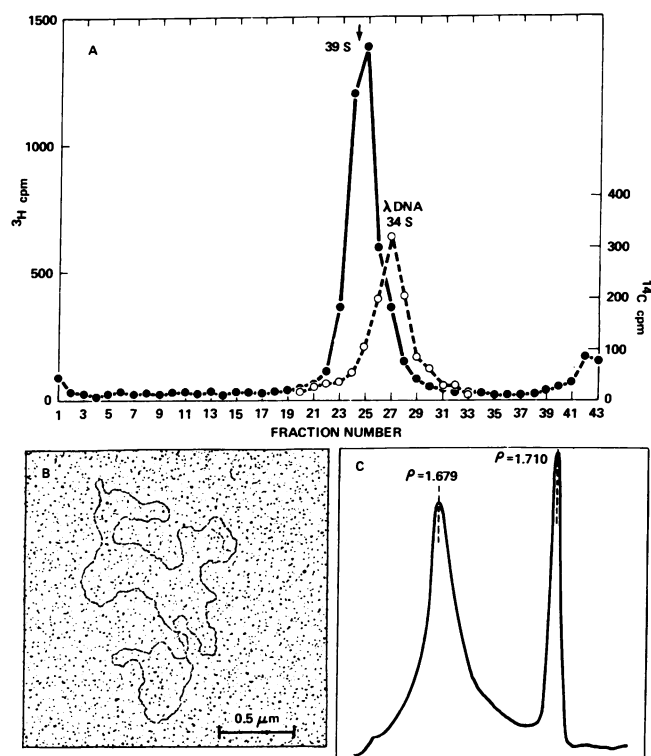 1500
A
39 S
1000
³H cpm
400
λ DNA
34 S
500
300
200
¹⁴C cpm
100
0
0
1 3 5 7 9 11 13 15 17 19 21 23 25 27 29 31 33 35 37 39 41 43
FRACTION NUMBER
B
0.5 μm
C
ρ=1.679
ρ=1.710